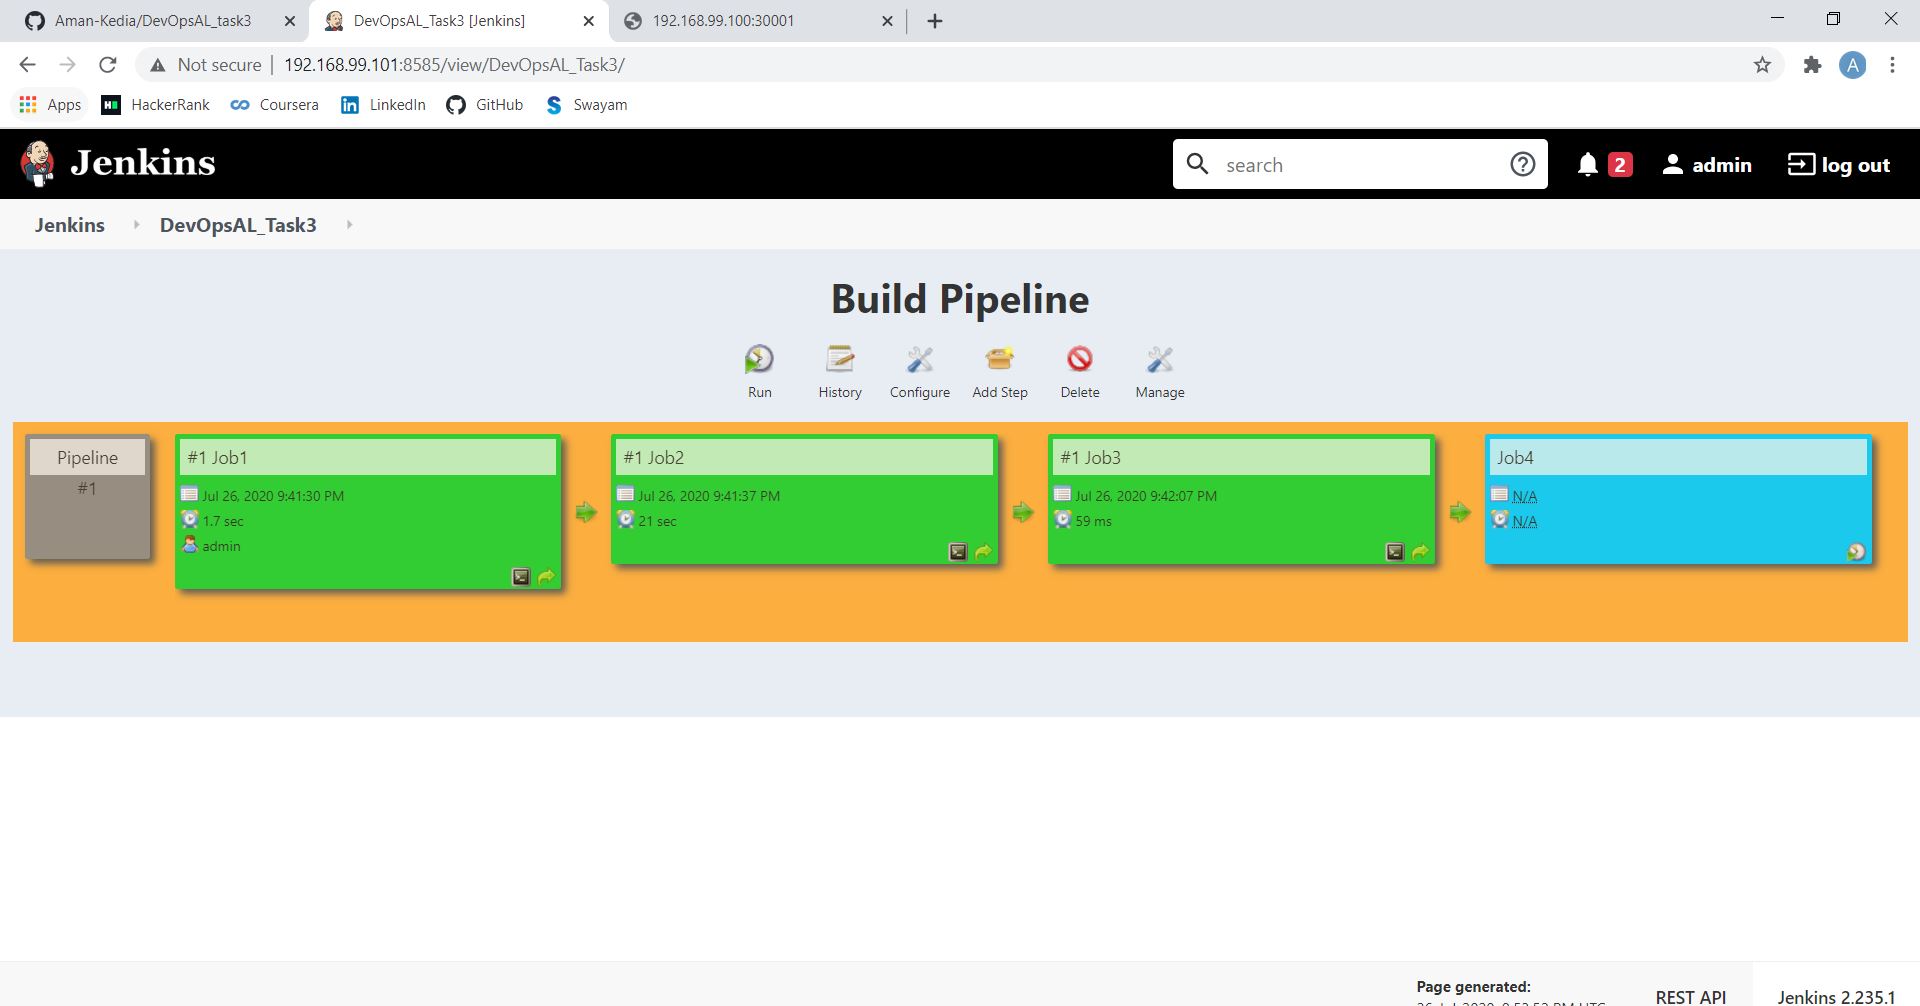 Aman-Kedia/DevOpsAL_task3
DevOpsAL_Task3 [Jenkins]
192.168.99.100:30001
Not secure
192.168.99.101:8585/view/DevOpsAL_Task3/
A
Apps
HackerRank
Coursera
LinkedIn
GitHub
Swayam
Jenkins
search
2
admin
log out
Jenkins
DevOpsAL_Task3
Build Pipeline
Run
History
Configure
Add Step
Delete
Manage
Pipeline
#1
#1 Job1
Jul 26, 2020 9:41:30 PM
1.7 sec
admin
#1 Job2
Jul 26, 2020 9:41:37 PM
21 sec
#1 Job3
Jul 26, 2020 9:42:07 PM
59 ms
Job4
N/A
N/A
Page generated:
REST API
Jenkins 2.235.1